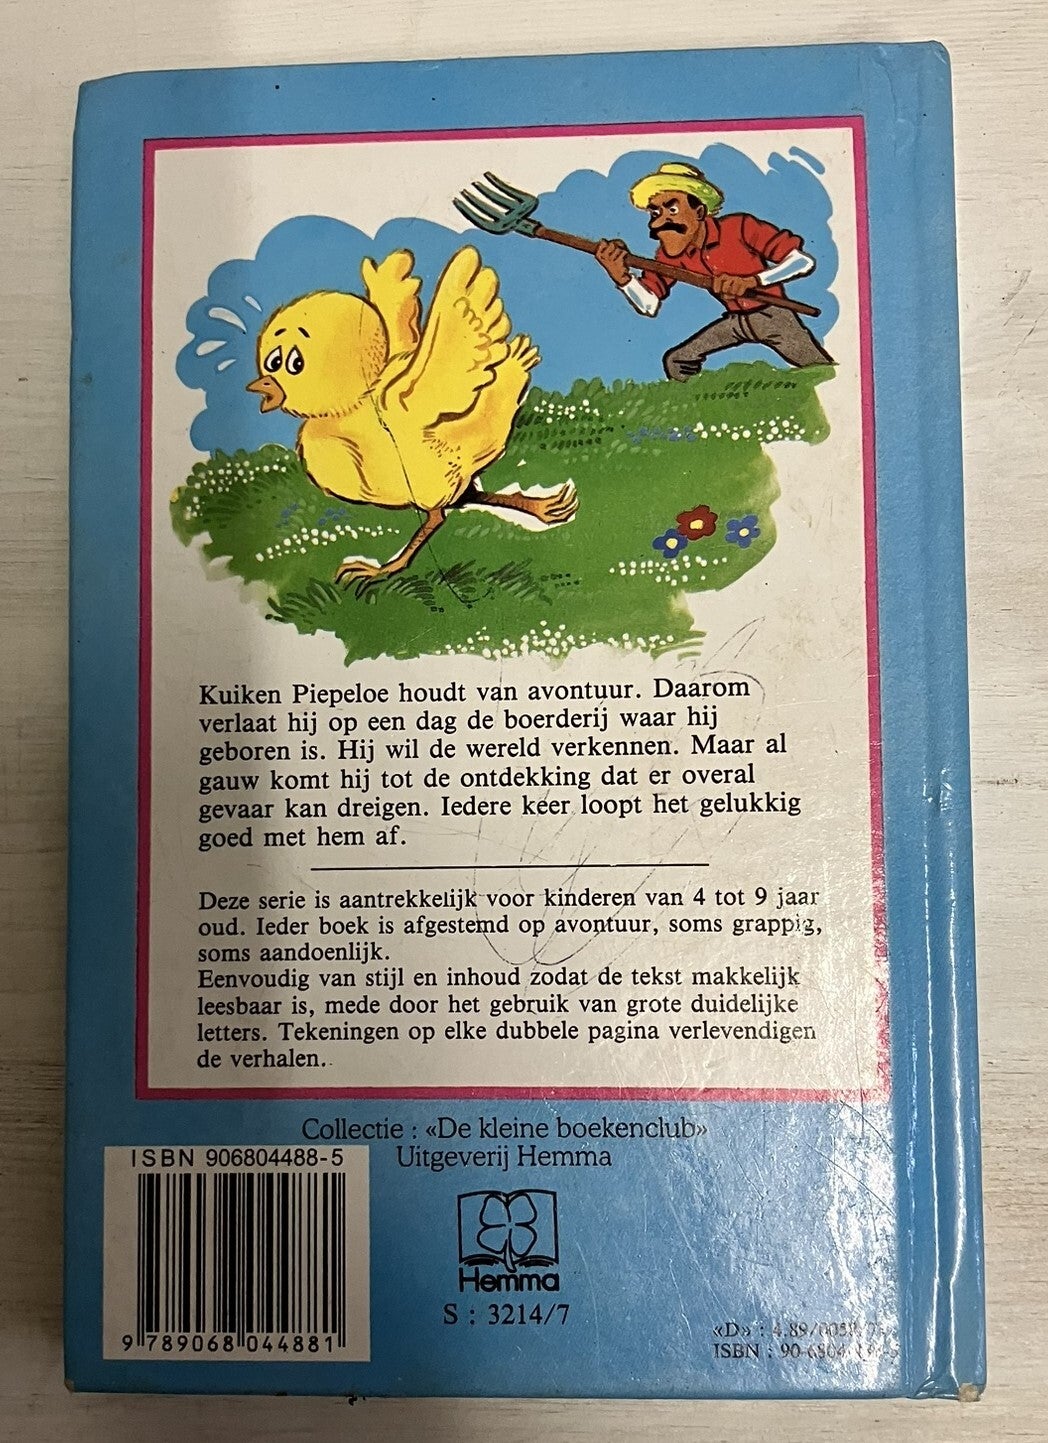 Kuiken Piepeloe houdt van avontuur. Daarom
verlaat hij op een dag de boerderij waar hij
geboren is. Hij wil de wereld verkennen. Maar al
gauw komt hij tot de ontdekking dat er overal
gevaar kan dreigen. Iedere keer loopt het gelukkig
goed met hem af.
Deze serie is aantrekkelijk voor kinderen van 4 tot 9 jaar
oud. Ieder boek is afgestemd op avontuur, soms grappig,
soms aandoenlijk.
Eenvoudig van stijl en inhoud zodat de tekst makkelijk
leesbaar is, mede door het gebruik van grote duidelijke
letters. Tekeningen op elke dubbele pagina verlevendigen
de verhalen.
Collectie : «De kleine boekenclub»
Uitgeverij Hemma
ISBN 906804488-5
9 789068 044881
Hemma
S : 3214/7
«D» :
ISBN :